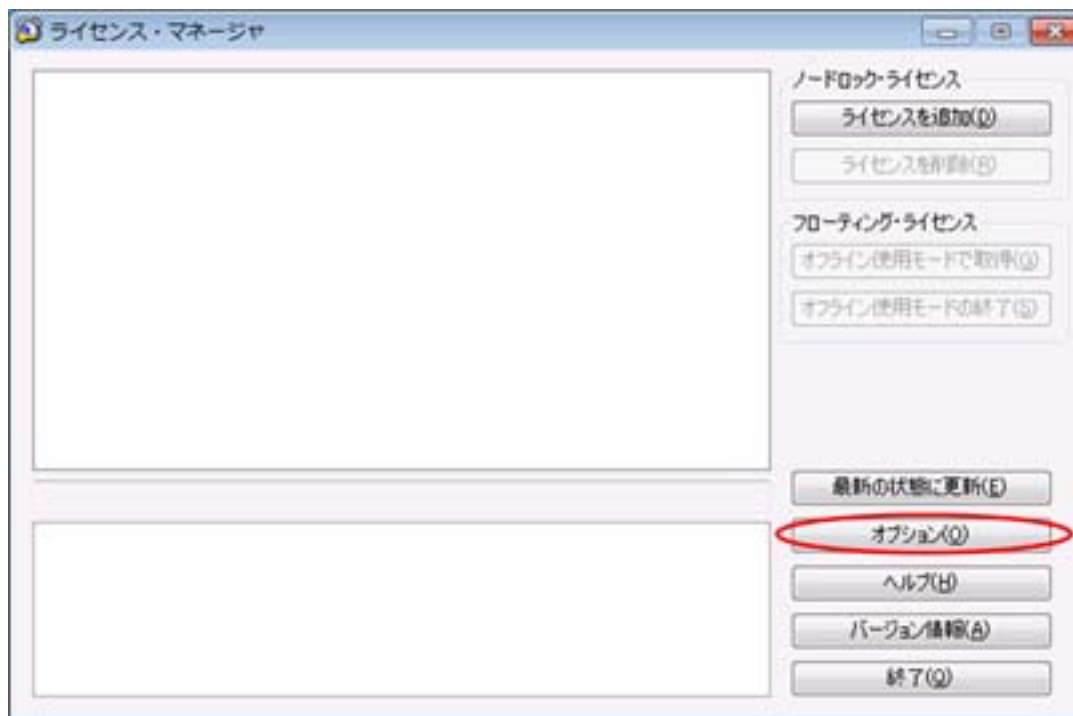 ライセンス・マネージャ
ノードロック・ライセンス
ライセンスを追加(D)
ライセンスを削除(R)
フローティング・ライセンス
オフライン使用モードで取得(G)
オフライン使用モードの終了(S)
最新の状態に更新(E)
オプション(O)
ヘルプ(H)
バージョン情報(A)
終了(Q)